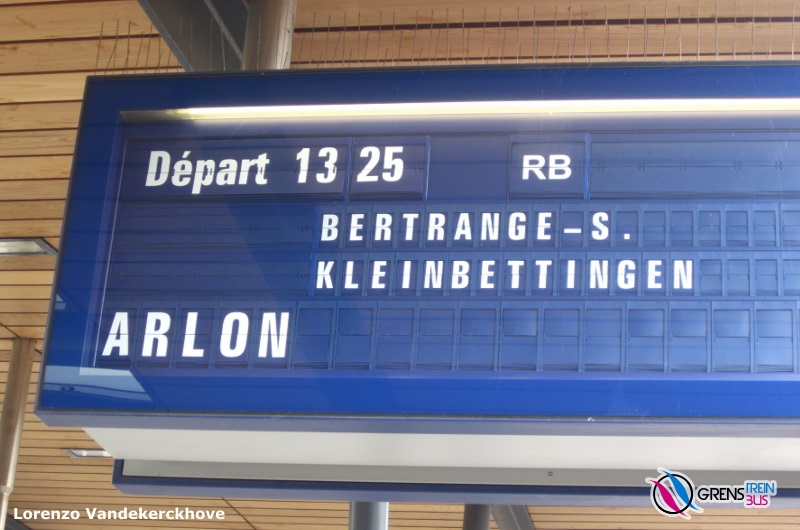 Départ 13 25 RB
BERTRANGE-S.
KLEINBETTINGEN
ARLON
Lorenzo Vandekerckhove
GRENS TREIN BUS